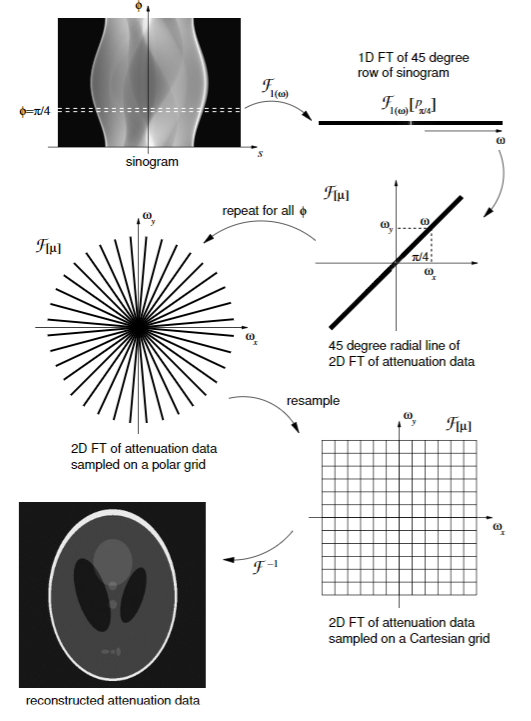 ϕ
ϕ=π/4
s
sinogram
ℱ1(ω)
1D FT of 45 degree
row of sinogram
ℱ1(ω)[pπ/4]
ω
ℱ[μ]
ωy
ω
π/4
ωx
45 degree radial line of
2D FT of attenuation data
repeat for all ϕ
ℱ[μ]
ωy
ωx
2D FT of attenuation data
sampled on a polar grid
resample
ωy
ℱ[μ]
ωx
2D FT of attenuation data
sampled on a Cartesian grid
ℱ−1
reconstructed attenuation data